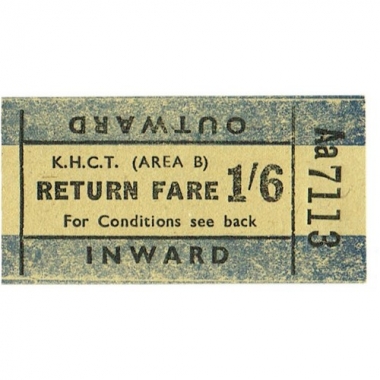 OUTWARD
K.H.C.T. (AREA B)
RETURN FARE 1/6
For Conditions see back
INWARD
Aa7113